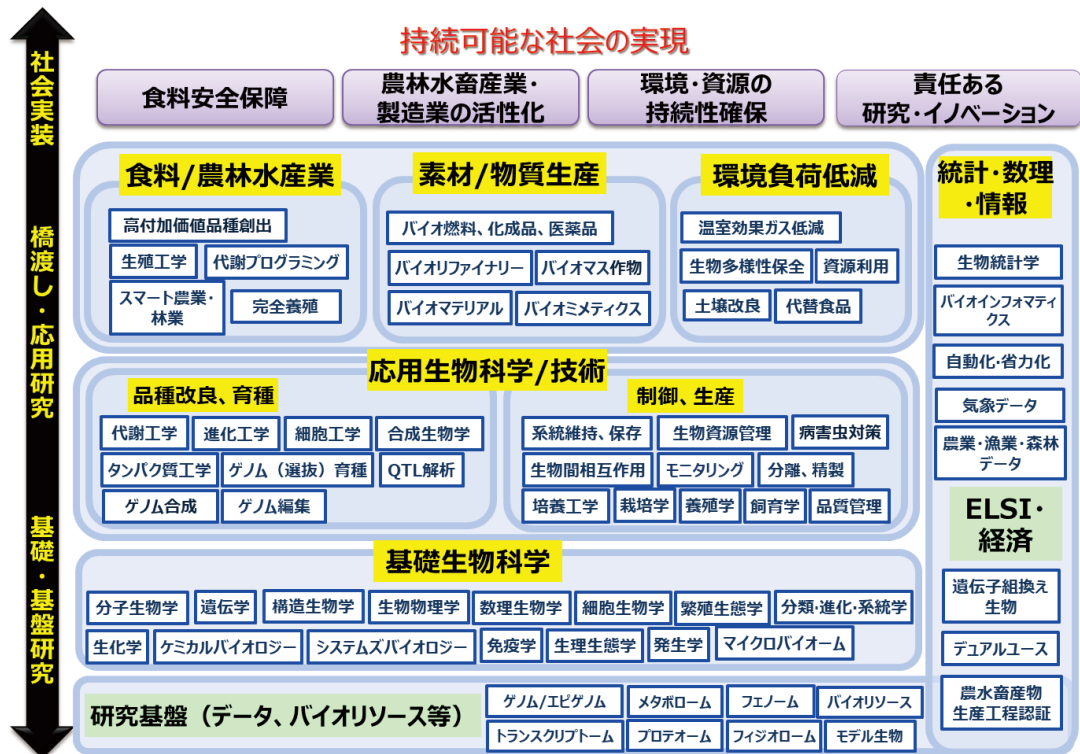 持続可能な社会の実現
社会実装
橋渡し・応用研究
基礎・基盤研究
食料安全保障
農林水畜産業・
製造業の活性化
環境・資源の
持続性確保
責任ある
研究・イノベーション
食料/農林水産業
高付加価値品種創出
生殖工学
代謝プログラミング
スマート農業・
林業
完全養殖
素材/物質生産
バイオ燃料、化成品、医薬品
バイオリファイナリー
バイオマス作物
バイオマテリアル
バイオミメティクス
環境負荷低減
温室効果ガス低減
生物多様性保全
資源利用
土壌改良
代替食品
応用生物科学/技術
品種改良、育種
代謝工学
進化工学
細胞工学
合成生物学
タンパク質工学
ゲノム（選抜）育種
QTL解析
ゲノム合成
ゲノム編集
制御、生産
系統維持、保存
生物資源管理
病害虫対策
生物間相互作用
モニタリング
分離、精製
培養工学
栽培学
養殖学
飼育学
品質管理
基礎生物科学
分子生物学
遺伝学
構造生物学
生物物理学
数理生物学
細胞生物学
繁殖生態学
分類・進化・系統学
生化学
ケミカルバイオロジー
システムズバイオロジー
免疫学
生理生態学
発生学
マイクロバイオーム
研究基盤（データ、バイオリソース等）
ゲノム/エピゲノム
メタボローム
フェノーム
バイオリソース
トランスクリプトーム
プロテオーム
フィジオローム
モデル生物
統計・数理
・情報
生物統計学
バイオインフォマティ
クス
自動化・省力化
気象データ
農業・漁業・森林
データ
ELSI・
経済
遺伝子組換え
生物
デュアルユース
農水畜産物
生産工程認証